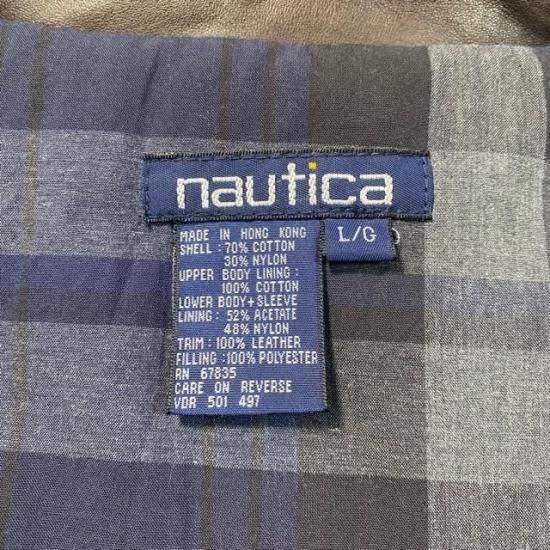 nautica
L/G
MADE IN HONG KONG
SHELL : 70% COTTON
30% NYLON
UPPER BODY LINING :
100% COTTON
LOWER BODY+SLEEVE
LINING : 52% ACETATE
48% NYLON
TRIM : 100% LEATHER
FILLING : 100% POLYESTER
RN 67835
CARE ON REVERSE
VDR 501 497